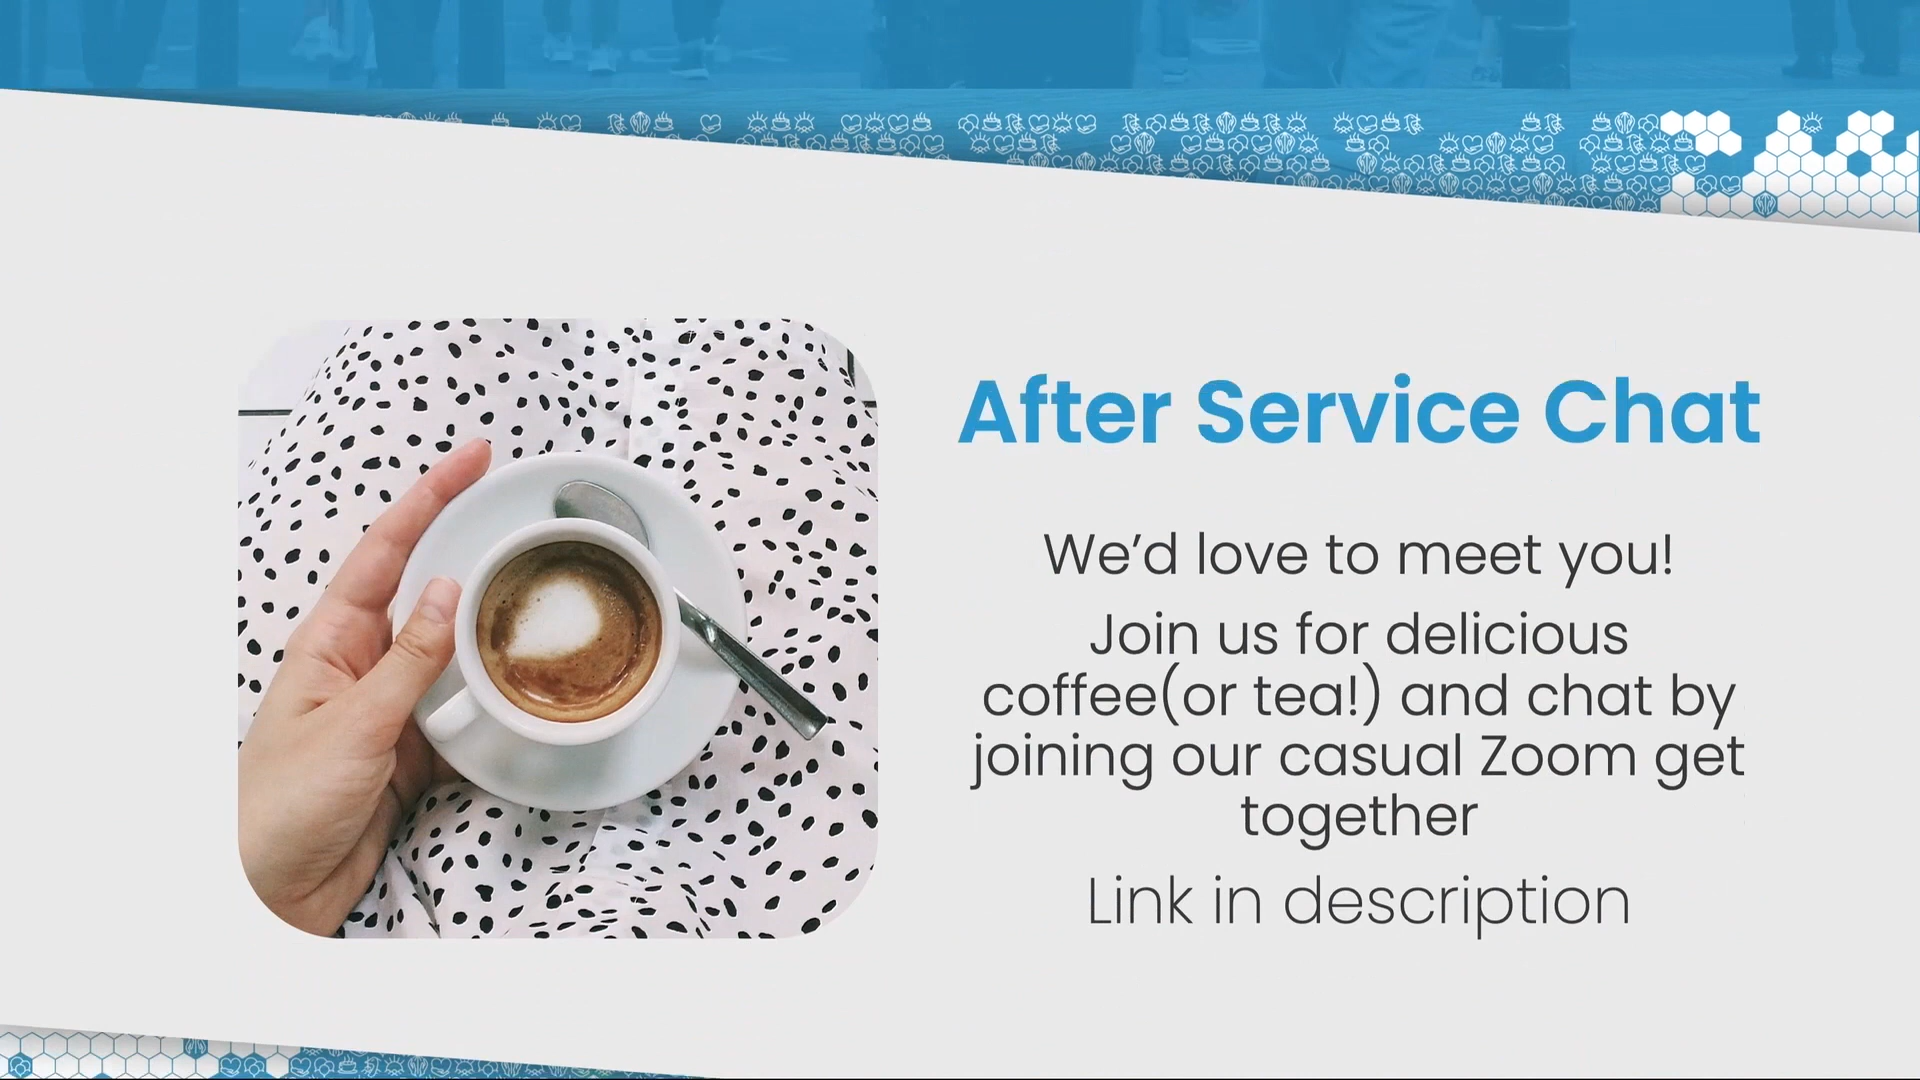 After Service Chat
We’d love to meet you!
Join us for delicious
coffee(or tea!) and chat by
joining our casual Zoom get
together
Link in description